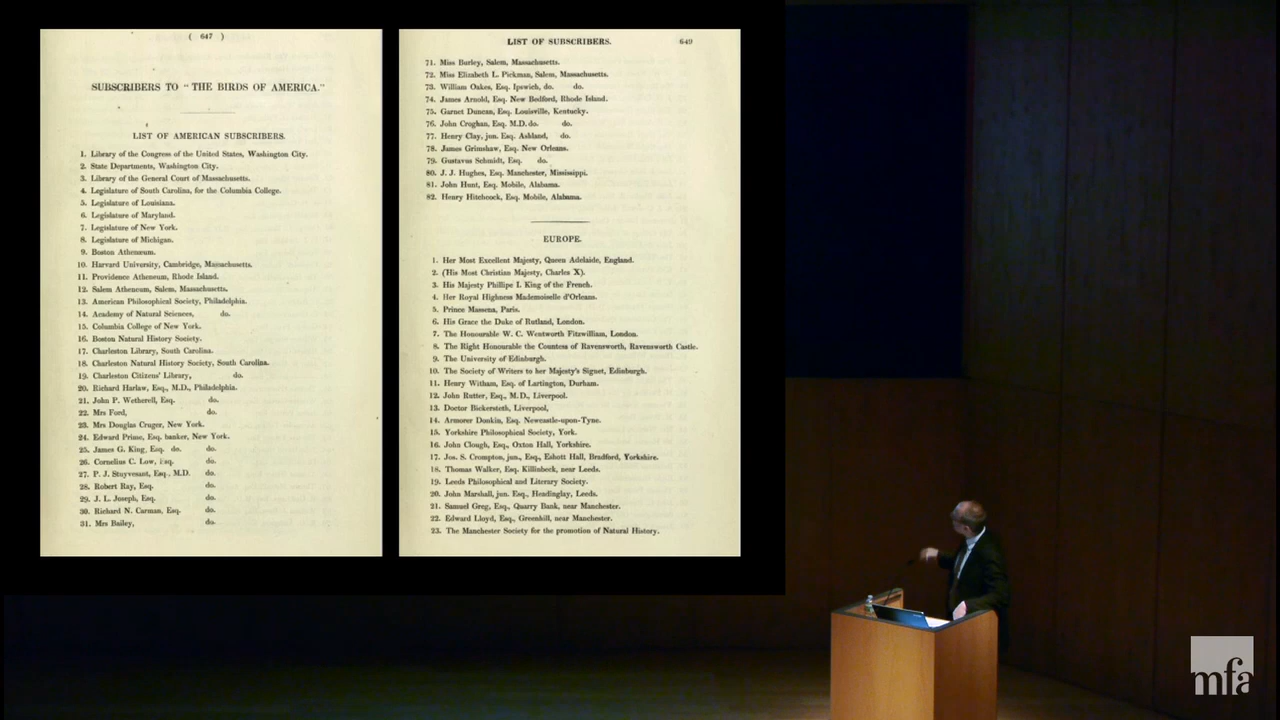 ( 647 )
SUBSCRIBERS TO "THE BIRDS OF AMERICA."
LIST OF AMERICAN SUBSCRIBERS.
1. Library of the Congress of the United States, Washington City.
2. State Departments, Washington City.
3. Library of the General Court of Massachusetts.
4. Legislature of South Carolina, for the Columbia College.
5. Legislature of Louisiana.
6. Legislature of Maryland.
7. Legislature of New York.
8. Legislature of Michigan.
9. Boston Athenæum.
10. Harvard University, Cambridge, Massachusetts.
11. Providence Atheneum, Rhode Island.
12. Salem Atheneum, Salem, Massachusetts.
13. American Philosophical Society, Philadelphia.
14. Academy of Natural Sciences, do.
15. Columbia College of New York.
16. Boston Natural History Society.
17. Charleston Library, South Carolina.
18. Charleston Natural History Society, South Carolina.
19. Charleston Citizens' Library, do.
20. Richard Harlaw, Esq., M.D., Philadelphia.
21. John P. Wetherell, Esq. do.
22. Mrs Ford, do.
23. Mrs Douglas Cruger, New York.
24. Edward Prime, Esq. banker, New York.
25. James G. King, Esq. do. do.
26. Cornelius C. Low, Esq. do.
27. P. J. Stuyvesant, Esq., M.D. do.
28. Robert Ray, Esq. do.
29. J. L. Joseph, Esq. do.
30. Richard N. Carman, Esq. do.
31. Mrs Bailey, do.
LIST OF SUBSCRIBERS. 649
71. Miss Burley, Salem, Massachusetts.
72. Miss Elizabeth L. Pickman, Salem, Massachusetts.
73. William Oakes, Esq. Ipswich, do. do.
74. James Arnold, Esq. New Bedford, Rhode Island.
75. Garnet Duncan, Esq. Louisville, Kentucky.
76. John Croghan, Esq. M.D. do. do.
77. Henry Clay, jun. Esq. Ashland, do.
78. James Grimshaw, Esq. New Orleans.
79. Gustavus Schmidt, Esq. do.
80. J. J. Hughes, Esq. Manchester, Mississippi.
81. John Hunt, Esq. Mobile, Alabama.
82. Henry Hitchcock, Esq. Mobile, Alabama.
EUROPE.
1. Her Most Excellent Majesty, Queen Adelaide, England.
2. (His Most Christian Majesty, Charles X).
3. His Majesty Phillipe I. King of the French.
4. Her Royal Highness Mademoiselle d'Orleans.
5. Prince Massena, Paris.
6. His Grace the Duke of Rutland, London.
7. The Honourable W. C. Wentworth Fitzwilliam, London.
8. The Right Honourable the Countess of Ravensworth, Ravensworth Castle.
9. The University of Edinburgh.
10. The Society of Writers to her Majesty's Signet, Edinburgh.
11. Henry Witham, Esq. of Lartington, Durham.
12. John Rutter, Esq., M.D., Liverpool.
13. Doctor Bickersteth, Liverpool,
14. Armorer Donkin, Esq. Newcastle-upon-Tyne.
15. Yorkshire Philosophical Society, York.
16. John Clough, Esq., Oxton Hall, Yorkshire.
17. Jos. S. Crompton, jun., Esq., Eshott Hall, Bradford, Yorkshire.
18. Thomas Walker, Esq. Killinbeck, near Leeds.
19. Leeds Philosophical and Literary Society.
20. John Marshall, jun. Esq., Headinglay, Leeds.
21. Samuel Greg, Esq., Quarry Bank, near Manchester.
22. Edward Lloyd, Esq., Greenhill, near Manchester.
23. The Manchester Society for the promotion of Natural History.
mfa